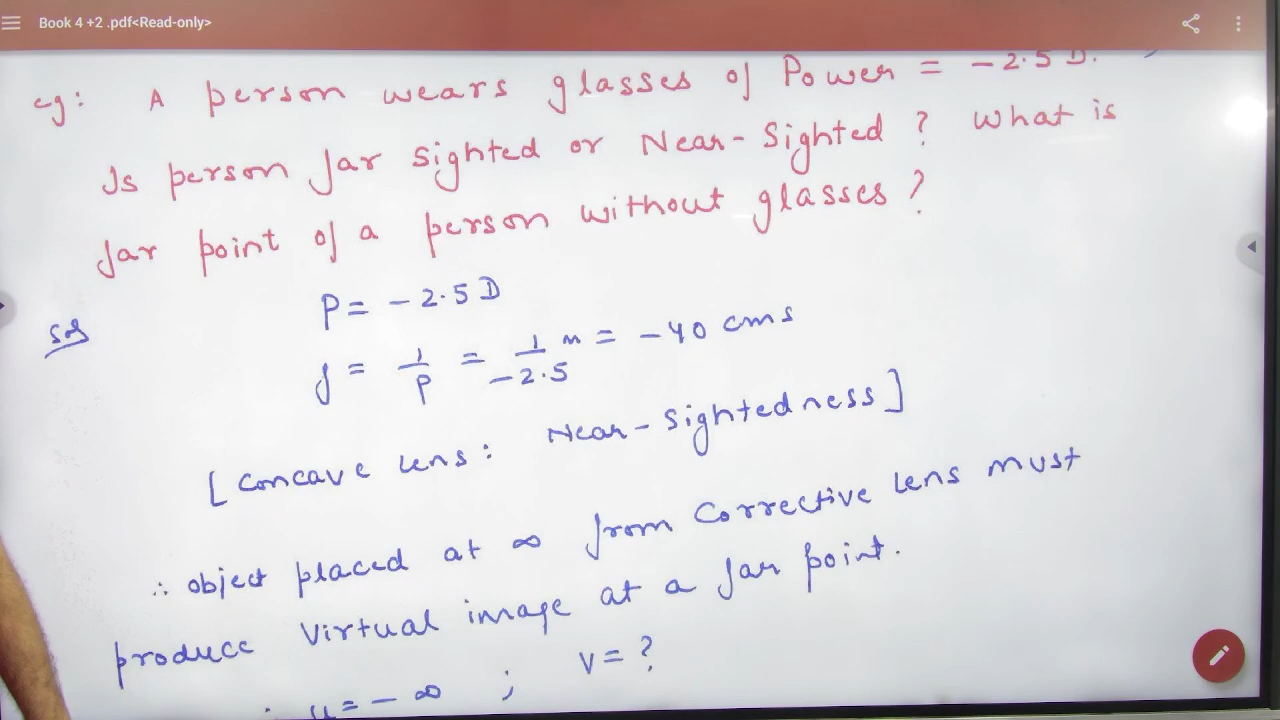 Book 4 +2 .pdf<Read-only>
eg: A person wears glasses of Power = -2.5 D.
Is person far sighted or Near-Sighted? What is
far point of a person without glasses?
Sol P = -2.5 D
f = 1/P = 1/-2.5 m = -40 cms
[Concave lens: Near-Sightedness]
∴ object placed at ∞ from Corrective lens must
produce Virtual image at a far point.
u = -∞ ; v = ?